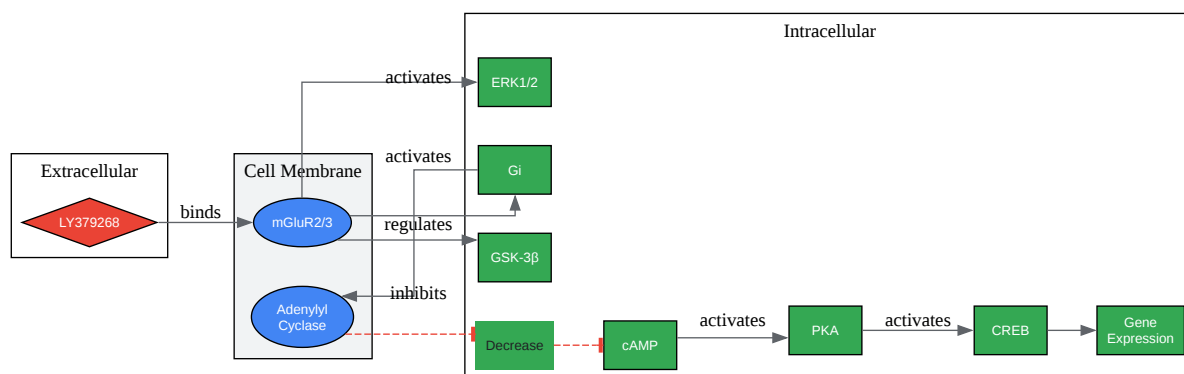 Intracellular
activates
ERK1/2
Extracellular
Cell Membrane
activates
Gi
LY379268
binds
mGluR2/3
regulates
GSK-3β
inhibits
Adenylyl
Cyclase
Decrease
cAMP
activates
PKA
activates
CREB
Gene
Expression